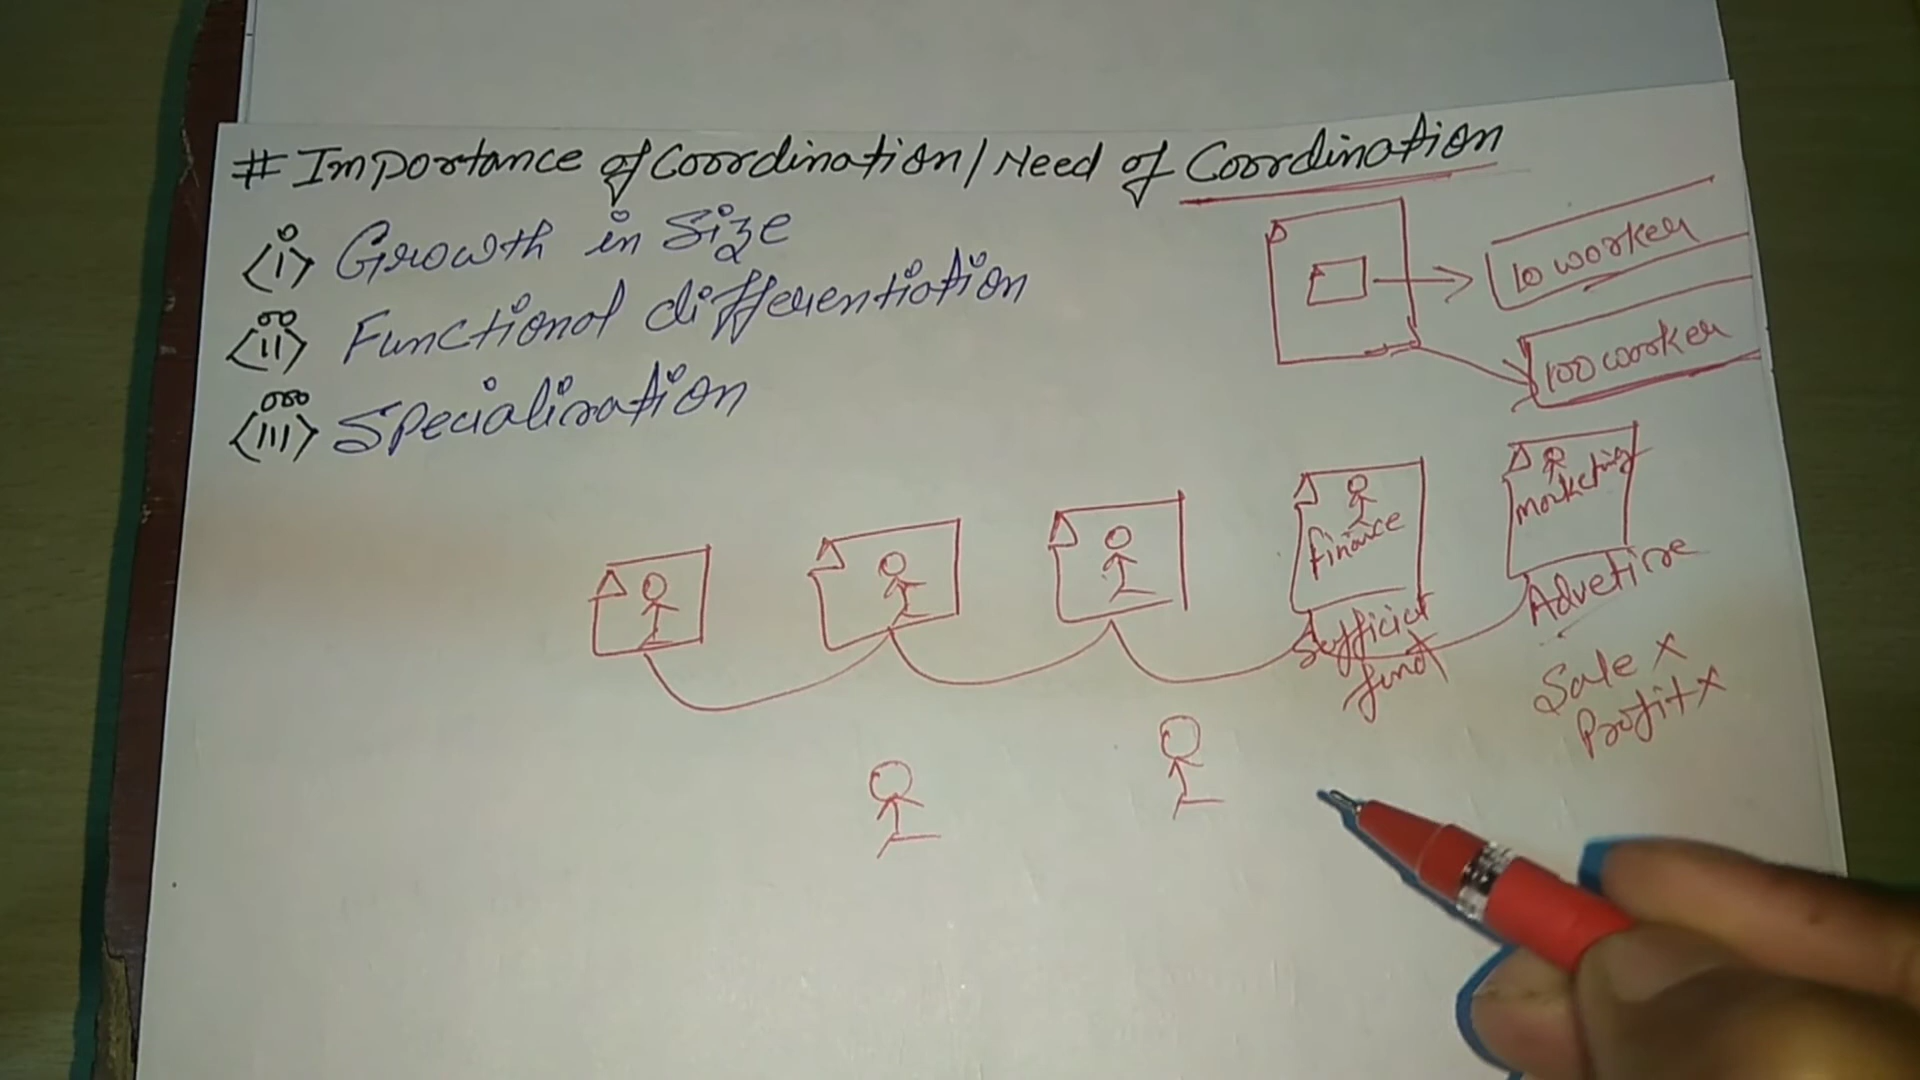 # Importance of Coordination / Need of Coordination
(i) Growth in Size
(ii) Functional differentiation
(iii) Specialisation
10 worker
100 worker
finance
Sufficient fund
marketing
Advetise
Sale x
Profit x